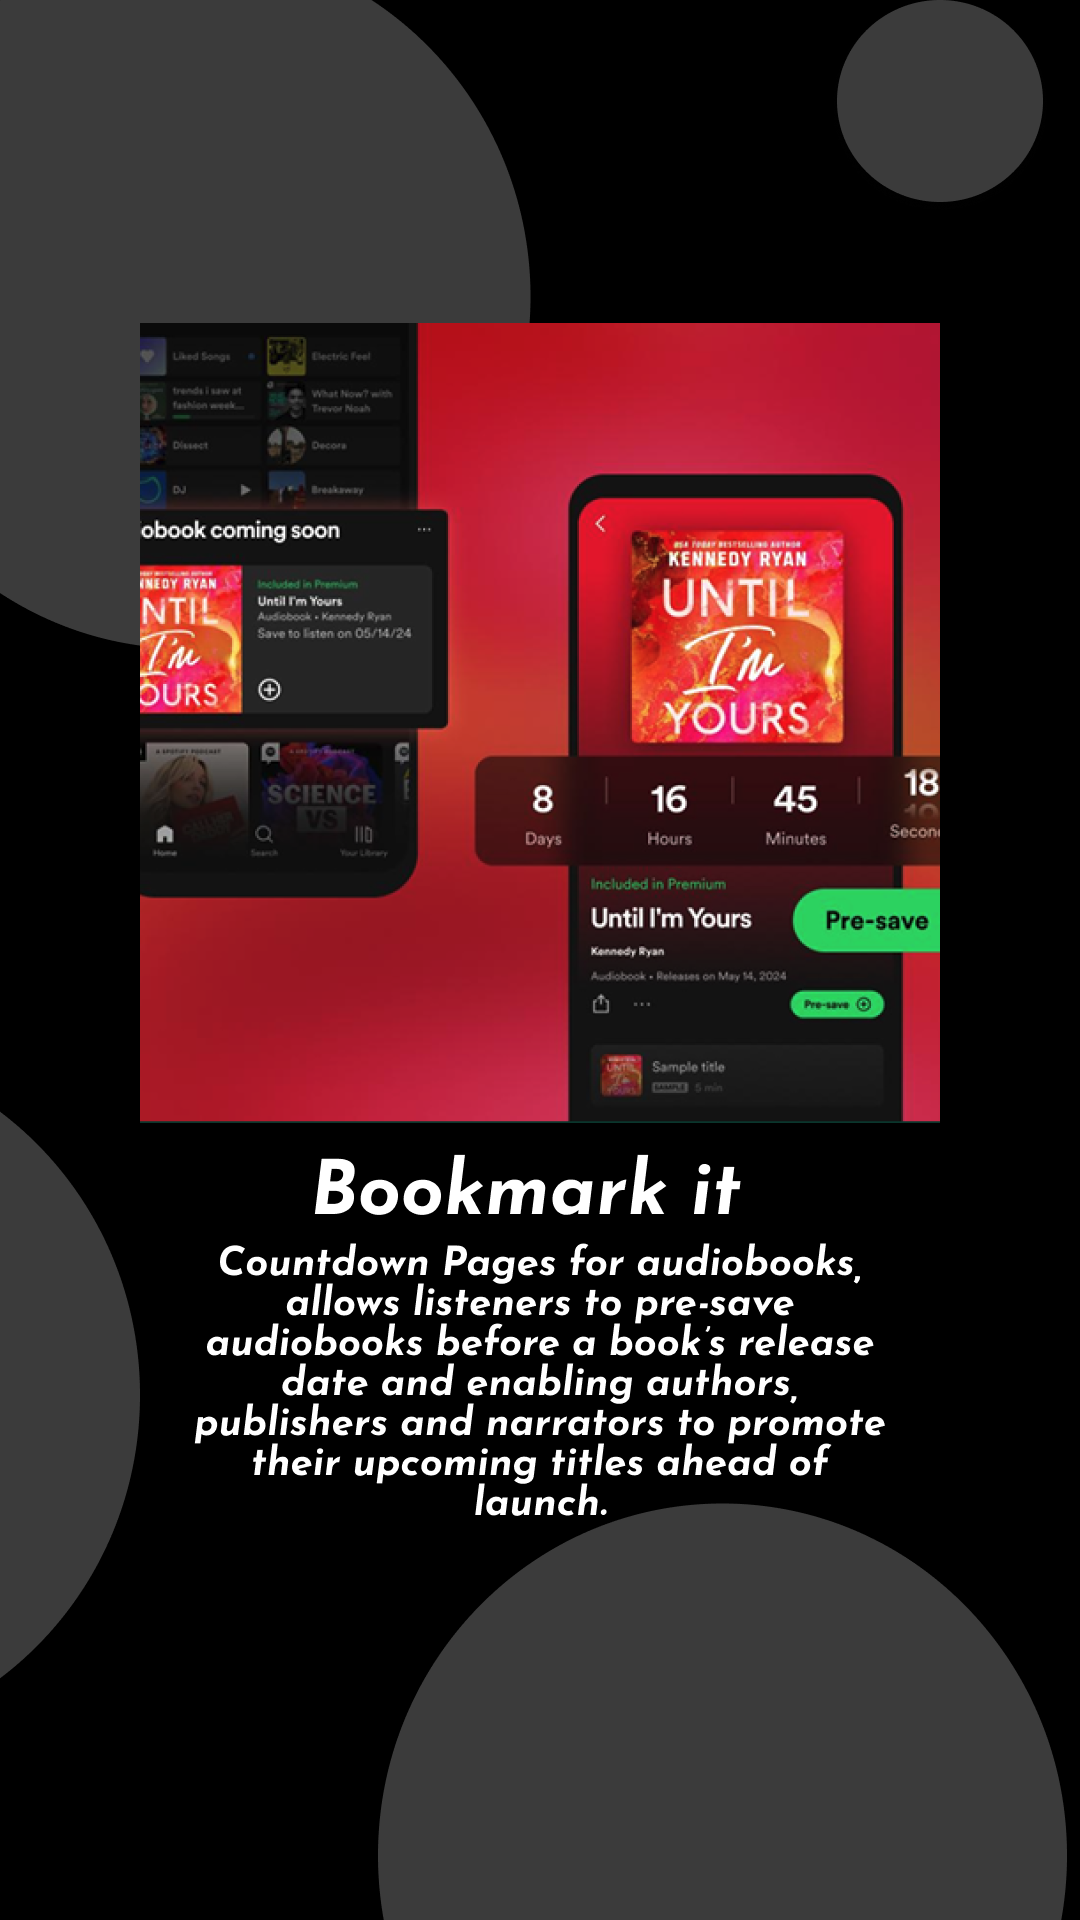 Liked Songs
Electric Feel
trends i saw at
fashion week...
What Now? with
Trevor Noah
Dissect
Decora
DJ
Breakaway
obook coming soon
...
NNEDY RYAN
NTIL
I'm
OURS
Included in Premium
Until I'm Yours
Audiobook • Kennedy Ryan
Save to listen on 05/14/24
A SPOTIFY PODCAST
SCIENCE
VS
Home
Search
Your Library
USA TODAY BESTSELLING AUTHOR
KENNEDY RYAN
UNTIL
I'm
YOURS
8 16 45 18
Days Hours Minutes Secon
Included in Premium
Until I'm Yours
Pre-save
Kennedy Ryan
Audiobook • Releases on May 14, 2024
...
Pre-save
UNTIL
I'm
YOURS
Sample title
SAMPLE 5 min
Bookmark it
Countdown Pages for audiobooks,
allows listeners to pre-save
audiobooks before a book's release
date and enabling authors,
publishers and narrators to promote
their upcoming titles ahead of
launch.